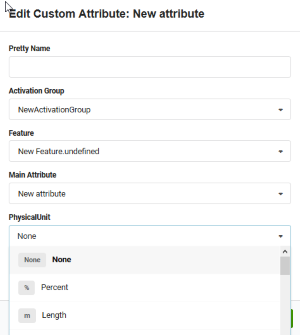 Edit Custom Attribute: New attribute
Pretty Name
Activation Group
NewActivationGroup
Feature
New Feature.undefined
Main Attribute
New attribute
PhysicalUnit
None
None None
% Percent
m Length